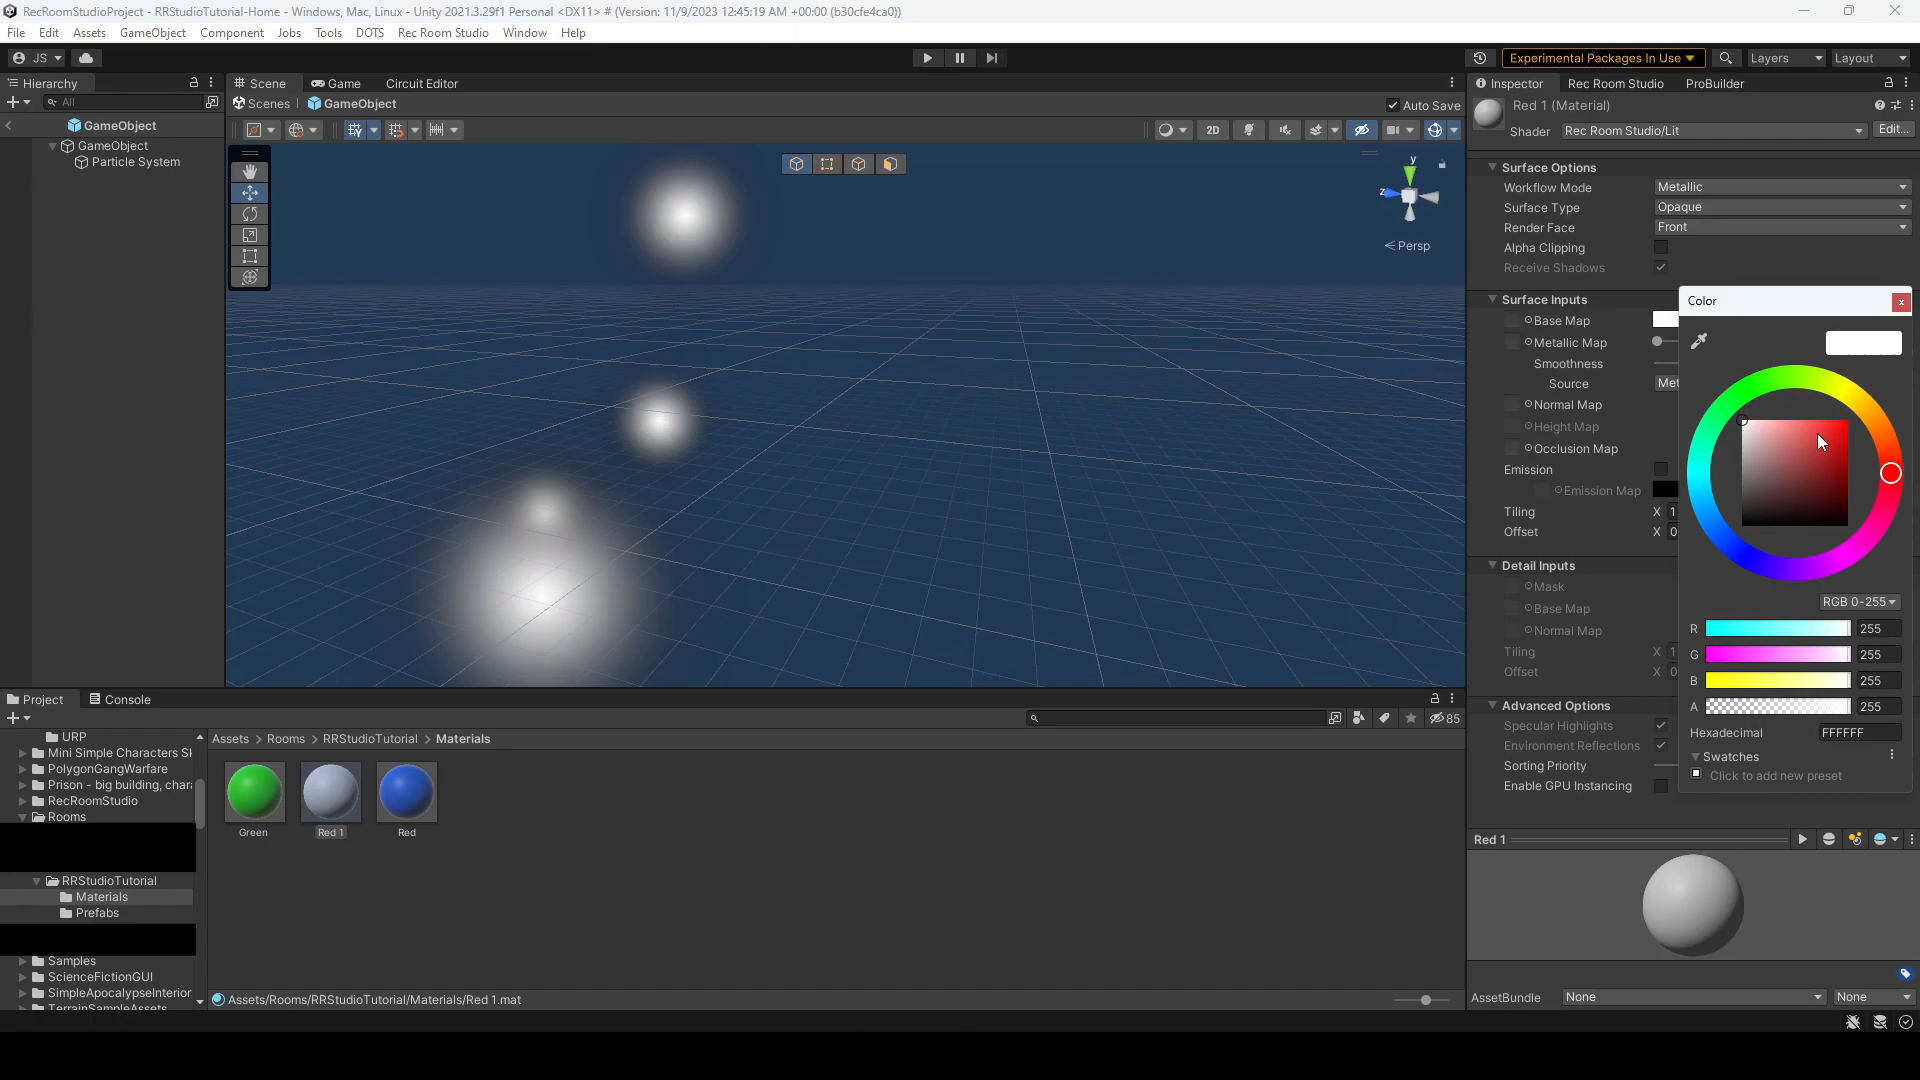 RecRoomStudioProject - RRStudioTutorial-Home - Windows, Mac, Linux - Unity 2021.3.29f1 Personal <DX11> # (Version: 11/9/2023 12:45:19 AM +00:00 (b30cfe4ca0))
File Edit Assets GameObject Component Jobs Tools DOTS Rec Room Studio Window Help
JS Experimental Packages In Use Layers Layout
Hierarchy Scene Game Circuit Editor Inspector Rec Room Studio ProBuilder
All Scenes GameObject Auto Save Red 1 (Material)
GameObject 2D Shader Rec Room Studio/Lit Edit...
GameObject
Particle System
y
z
Persp
Surface Options
Workflow Mode Metallic
Surface Type Opaque
Render Face Front
Alpha Clipping
Receive Shadows
Surface Inputs
Base Map
Metallic Map
Smoothness
Source Met
Normal Map
Height Map
Occlusion Map
Emission
Emission Map
Tiling X 1
Offset X 0
Detail Inputs
Mask
Base Map
Normal Map
Tiling X 1
Offset X 0
Advanced Options
Specular Highlights
Environment Reflections
Sorting Priority
Enable GPU Instancing
Color x
RGB 0-255
R 255
G 255
B 255
A 255
Hexadecimal FFFFFF
Swatches
Click to add new preset
Project Console
85
URP
Mini Simple Characters Sk
PolygonGangWarfare
Prison - big building, chara
RecRoomStudio
Rooms
RRStudioTutorial
Materials
Prefabs
Samples
ScienceFictionGUI
SimpleApocalypseInterior
TerrainSampleAssets
Assets > Rooms > RRStudioTutorial > Materials
Green Red 1 Red
Assets/Rooms/RRStudioTutorial/Materials/Red 1.mat
Red 1
AssetBundle None None